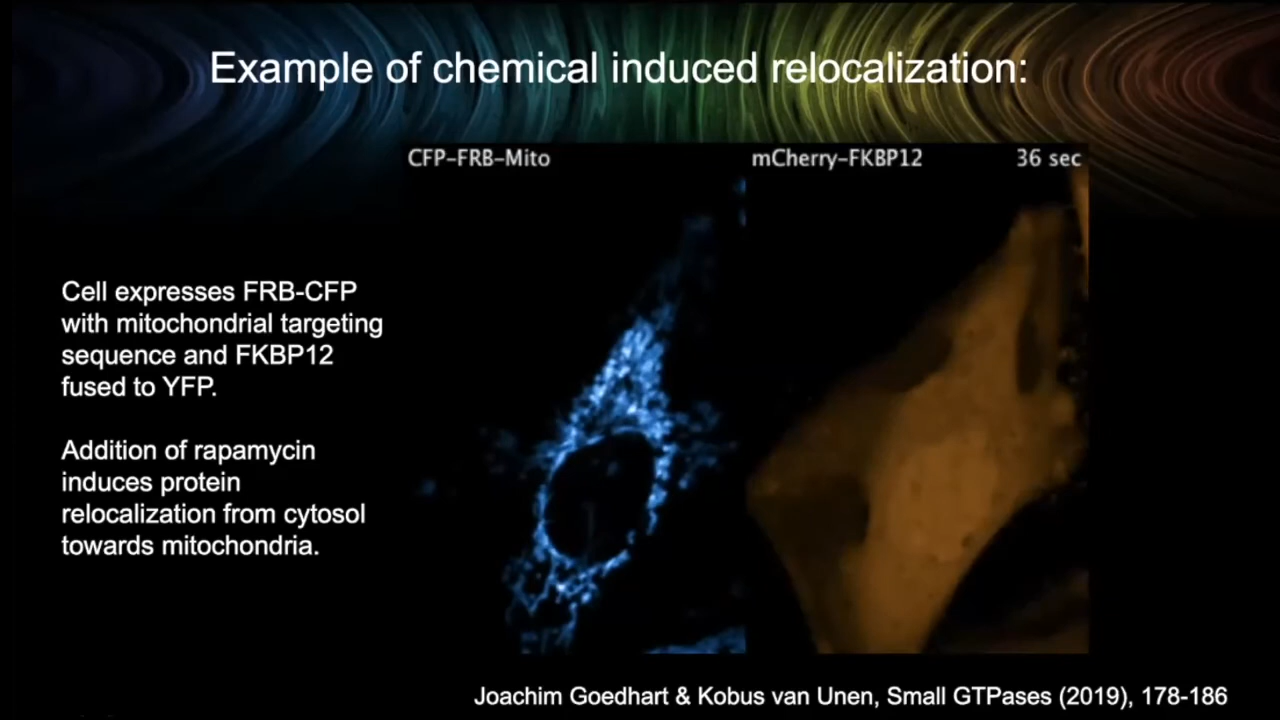 Example of chemical induced relocalization:
CFP-FRB-Mito
mCherry-FKBP12
36 sec
Cell expresses FRB-CFP
with mitochondrial targeting
sequence and FKBP12
fused to YFP.
Addition of rapamycin
induces protein
relocalization from cytosol
towards mitochondria.
Joachim Goedhart & Kobus van Unen, Small GTPases (2019), 178-186